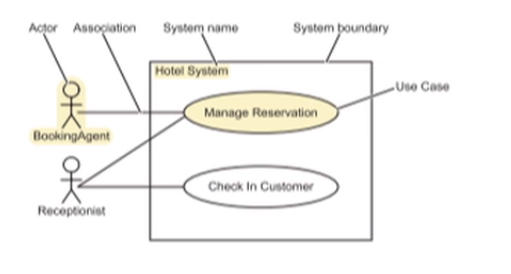 Actor Association System name System boundary
Hotel System
Use Case
Manage Reservation
BookingAgent
Check In Customer
Receptionist